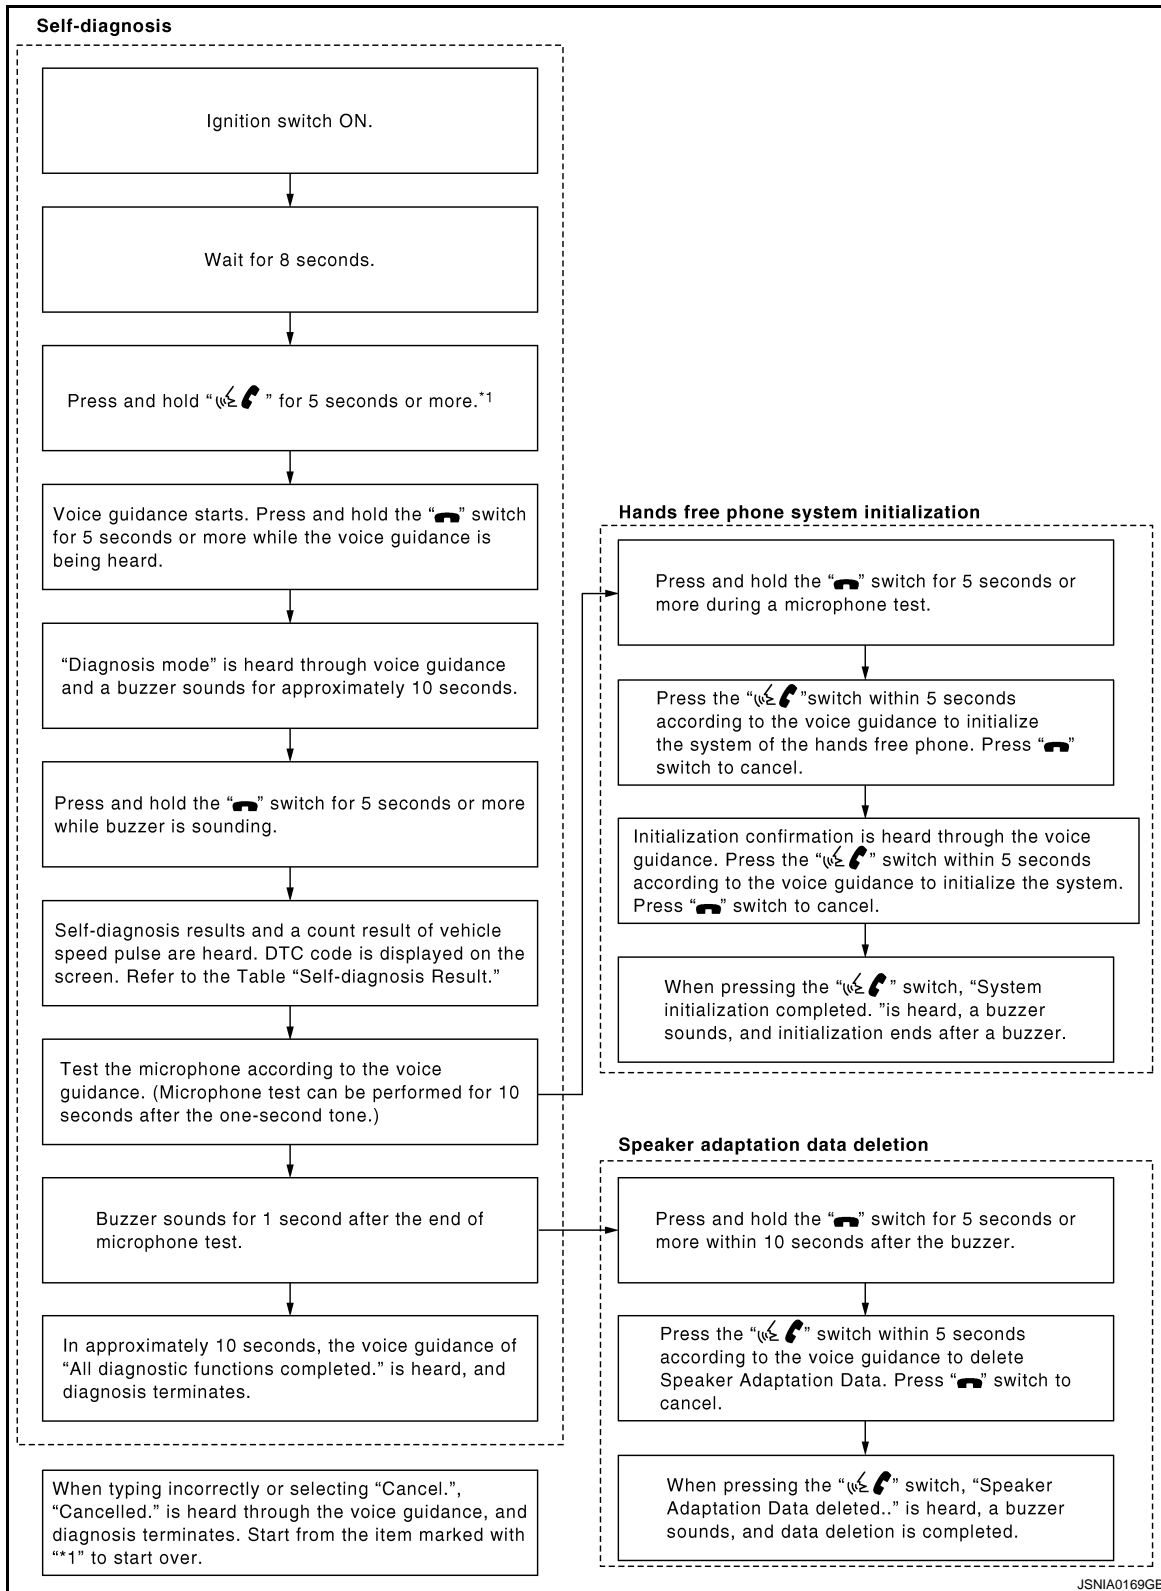 Self-diagnosis
Ignition switch ON.
Wait for 8 seconds.
Press and hold “ ” for 5 seconds or more.*1
Voice guidance starts. Press and hold the “ ” switch
for 5 seconds or more while the voice guidance is
being heard.
“Diagnosis mode” is heard through voice guidance
and a buzzer sounds for approximately 10 seconds.
Press and hold the “ ” switch for 5 seconds or more
while buzzer is sounding.
Self-diagnosis results and a count result of vehicle
speed pulse are heard. DTC code is displayed on the
screen. Refer to the Table “Self-diagnosis Result.”
Test the microphone according to the voice
guidance. (Microphone test can be performed for 10
seconds after the one-second tone.)
Buzzer sounds for 1 second after the end of
microphone test.
In approximately 10 seconds, the voice guidance of
“All diagnostic functions completed.” is heard, and
diagnosis terminates.
When typing incorrectly or selecting “Cancel.”,
“Cancelled.” is heard through the voice guidance, and
diagnosis terminates. Start from the item marked with
“*1” to start over.
Hands free phone system initialization
Press and hold the “ ” switch for 5 seconds or
more during a microphone test.
Press the “ ”switch within 5 seconds
according to the voice guidance to initialize
the system of the hands free phone. Press “ ”
switch to cancel.
Initialization confirmation is heard through the voice
guidance. Press the “ ” switch within 5 seconds
according to the voice guidance to initialize the system.
Press “ ” switch to cancel.
When pressing the “ ” switch, “System
initialization completed. ”is heard, a buzzer
sounds, and initialization ends after a buzzer.
Speaker adaptation data deletion
Press and hold the “ ” switch for 5 seconds or
more within 10 seconds after the buzzer.
Press the “ ” switch within 5 seconds
according to the voice guidance to delete
Speaker Adaptation Data. Press “ ” switch to
cancel.
When pressing the “ ” switch, “Speaker
Adaptation Data deleted..” is heard, a buzzer
sounds, and data deletion is completed.